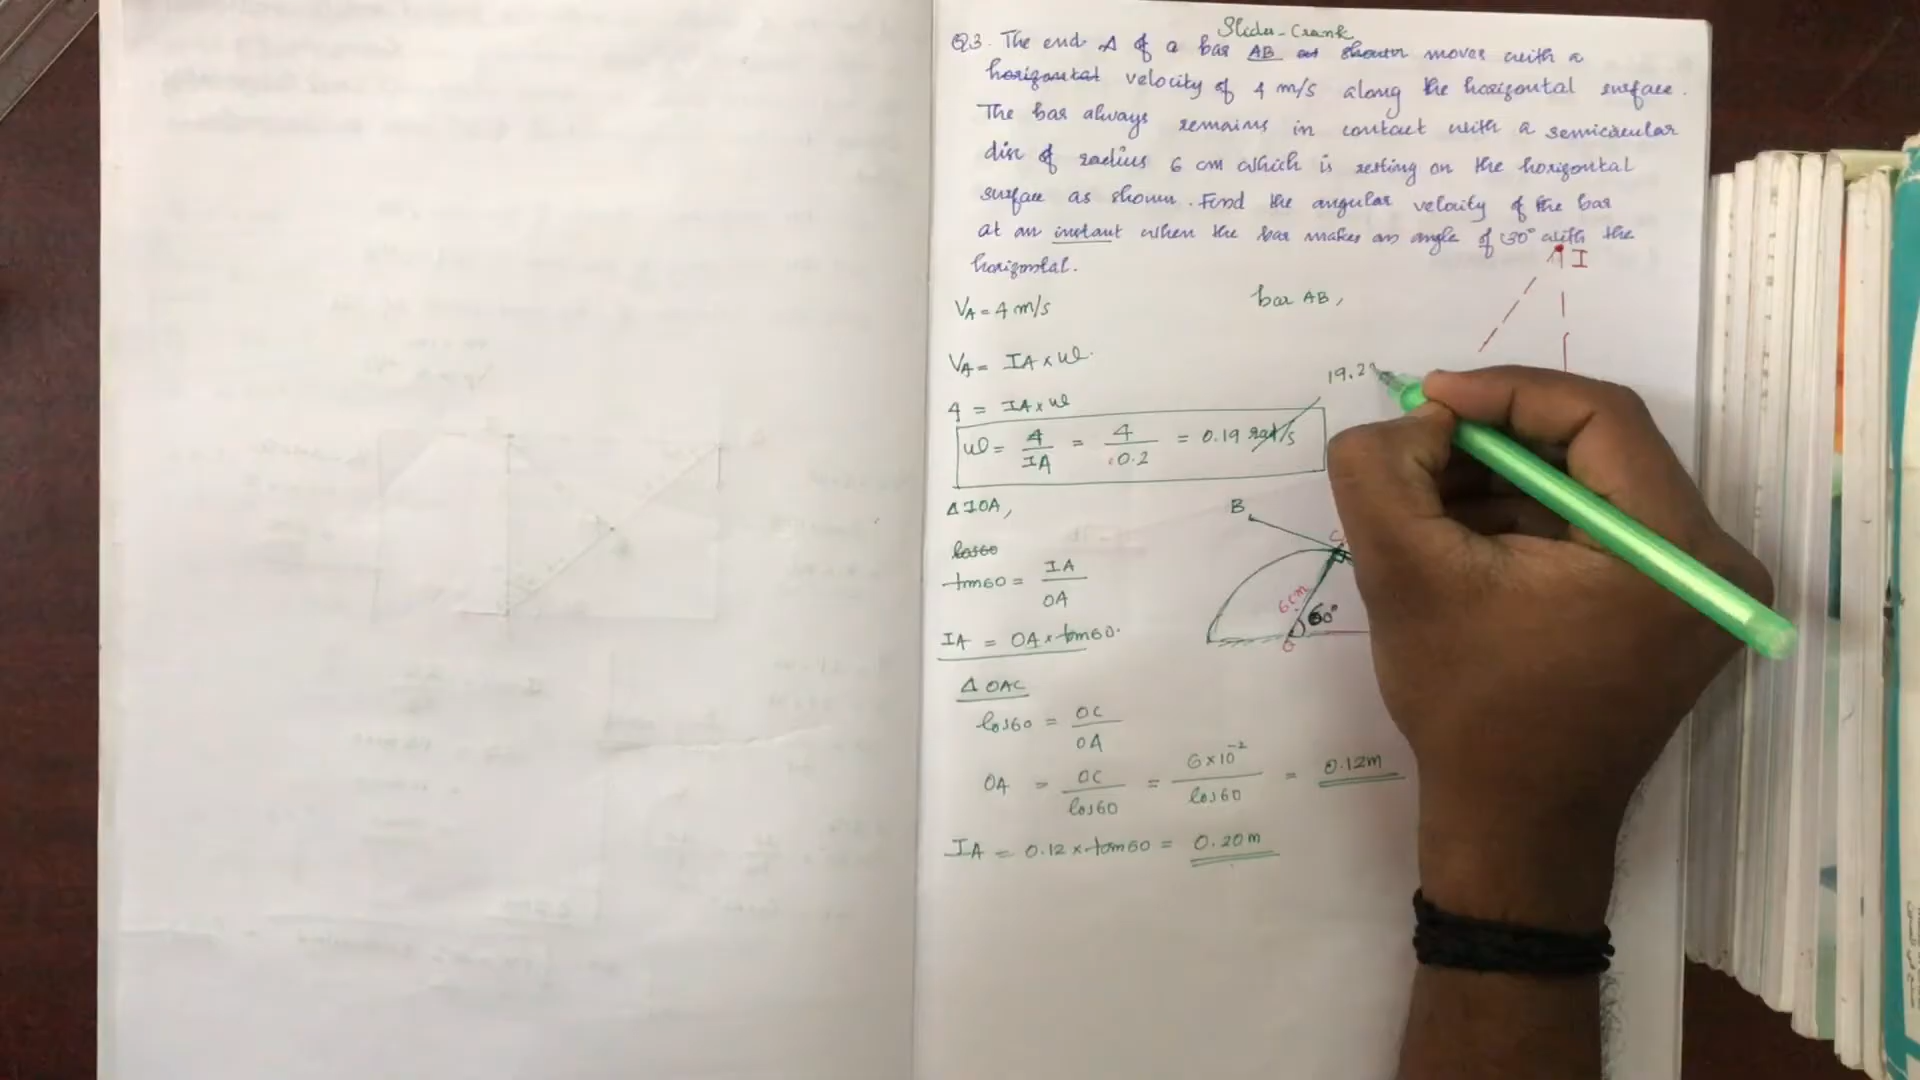 Slider-Crank
Q3. The end A of a bar AB as shown moves with a
horizontal velocity of 4 m/s along the horizontal surface.
The bar always remains in contact with a semicircular
disc of radius 6 cm which is resting on the horizontal
surface as shown. Find the angular velocity of the bar
at an instant when the bar makes an angle of 30° with the
horizontal.
I
VA = 4 m/s
bar AB,
VA = IA × ω.
19.2
4 = IA × ω
ω = 4/IA = 4/0.2 = 0.19 rad/s
ΔIOA,
B
cos60
C
tan60 = IA/OA
6cm
60°
IA = OA × tan60.
O
ΔOAC
cos60 = OC/OA
OA = OC/cos60 = 6×10⁻²/cos60 = 0.12m
IA = 0.12 × tan60 = 0.20m